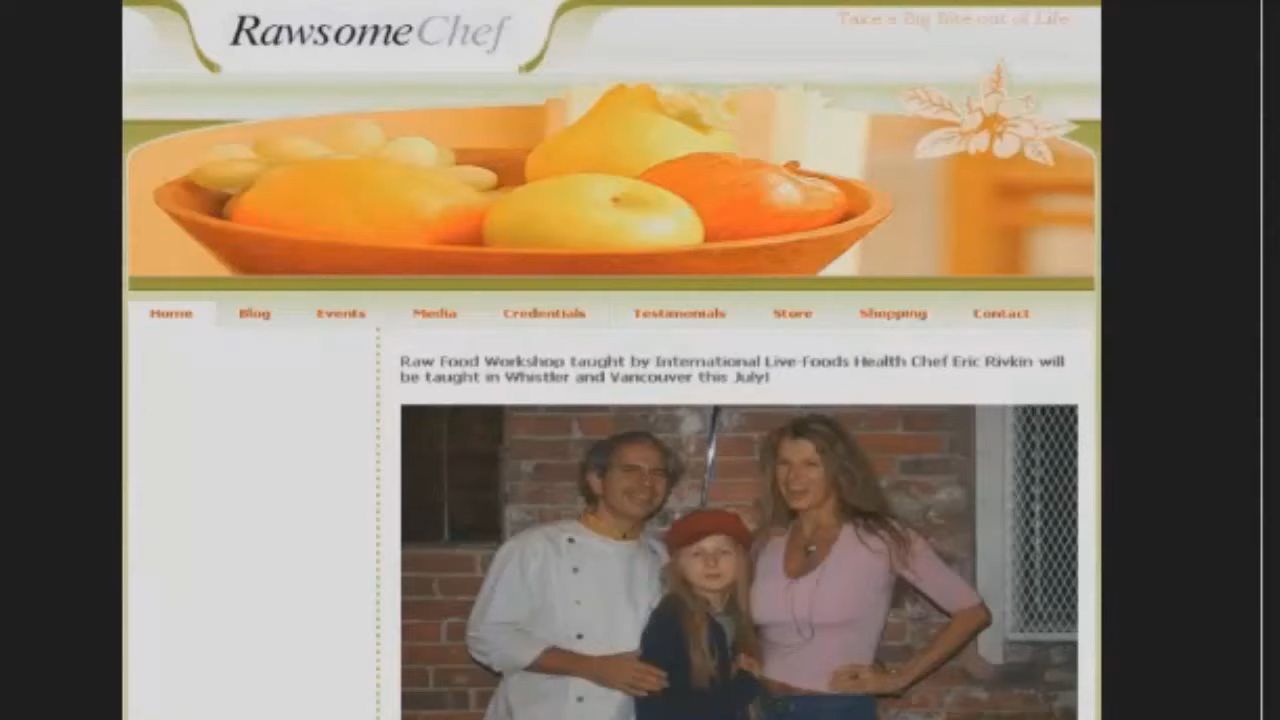 RawsomeChef
Take a Big Bite out of Life
Home Blog Events Media Credentials Testimonials Store Shopping Contact
Raw Food Workshop taught by International Live-Foods Health Chef Eric Rivkin will
be taught in Whistler and Vancouver this July!